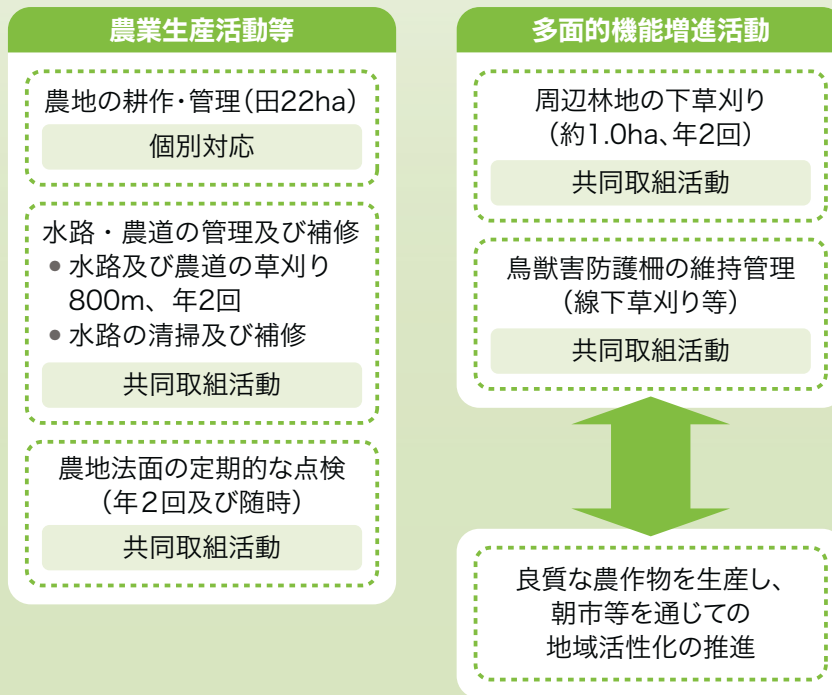 農業生産活動等
農地の耕作・管理（田22ha）
個別対応
水路・農道の管理及び補修
● 水路及び農道の草刈り
800m、年2回
● 水路の清掃及び補修
共同取組活動
農地法面の定期的な点検
（年2回及び随時）
共同取組活動
多面的機能増進活動
周辺林地の下草刈り
（約1.0ha、年2回）
共同取組活動
鳥獣害防護柵の維持管理
（線下草刈り等）
共同取組活動
良質な農作物を生産し、
朝市等を通じての
地域活性化の推進